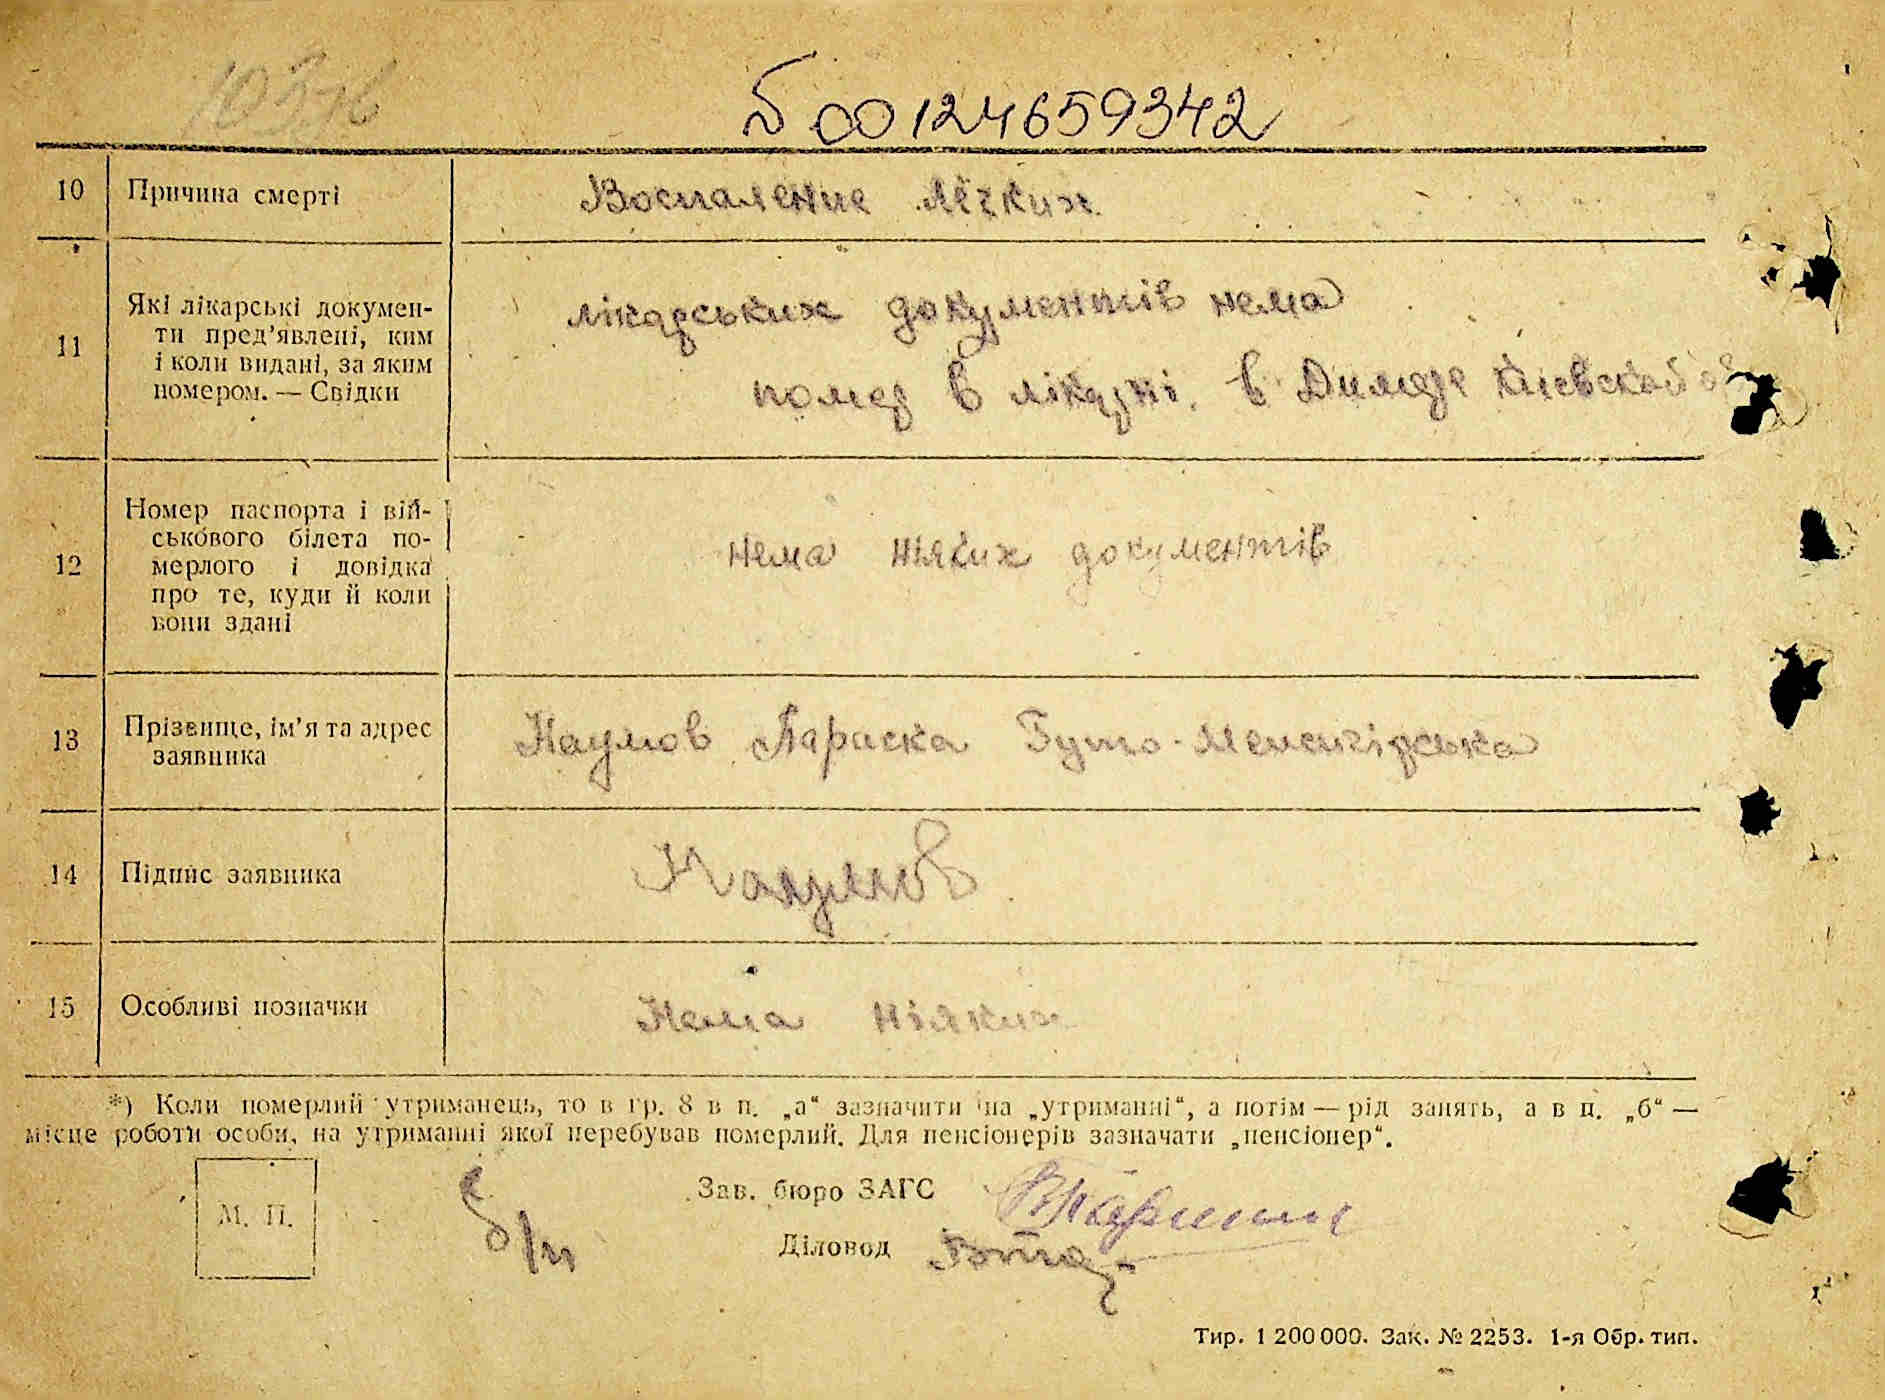 Б00124659342
10 Причина смерті Воспаление лёгких
11 Які лікарські докумен-
ти пред'явлені, ким
і коли видані, за яким
номером. — Свідки
лікарських документів нема
помер в лікарні. в Димере Киевской
12 Номер паспорта і вій-
ськового білета по-
мерлого і довідка
про те, куди й коли
вони здані
нема ніяких документів
13 Прізвище, ім'я та адрес
заявника
Наумов Параска Гуто-Межигірська
14 Підпис заявника Наумов
15 Особливі позначки Нема ніяких
*) Коли померлий утриманець, то в гр. 8 в п. „а“ зазначити на „утриманні“, а потім — рід занять, а в п. „б“ —
місце роботи особи, на утриманні якої перебував померлий. Для пенсіонерів зазначати „пенсіонер“.
М. П.
б/п
Зав. бюро ЗАГС
Діловод
Тир. 1 200 000. Зак. № 2253. 1-я Обр. тип.